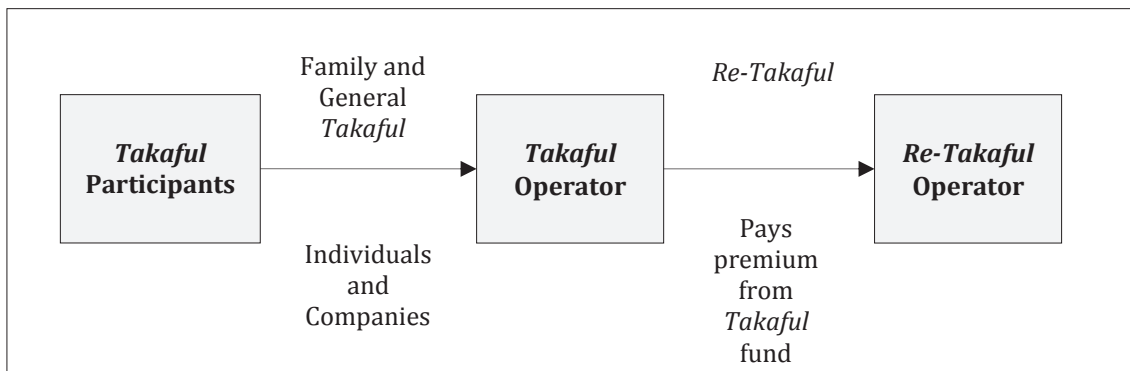 Family and
General
Takaful
Re-Takaful
Takaful
Participants
Takaful
Operator
Re-Takaful
Operator
Individuals
and
Companies
Pays
premium
from
Takaful
fund